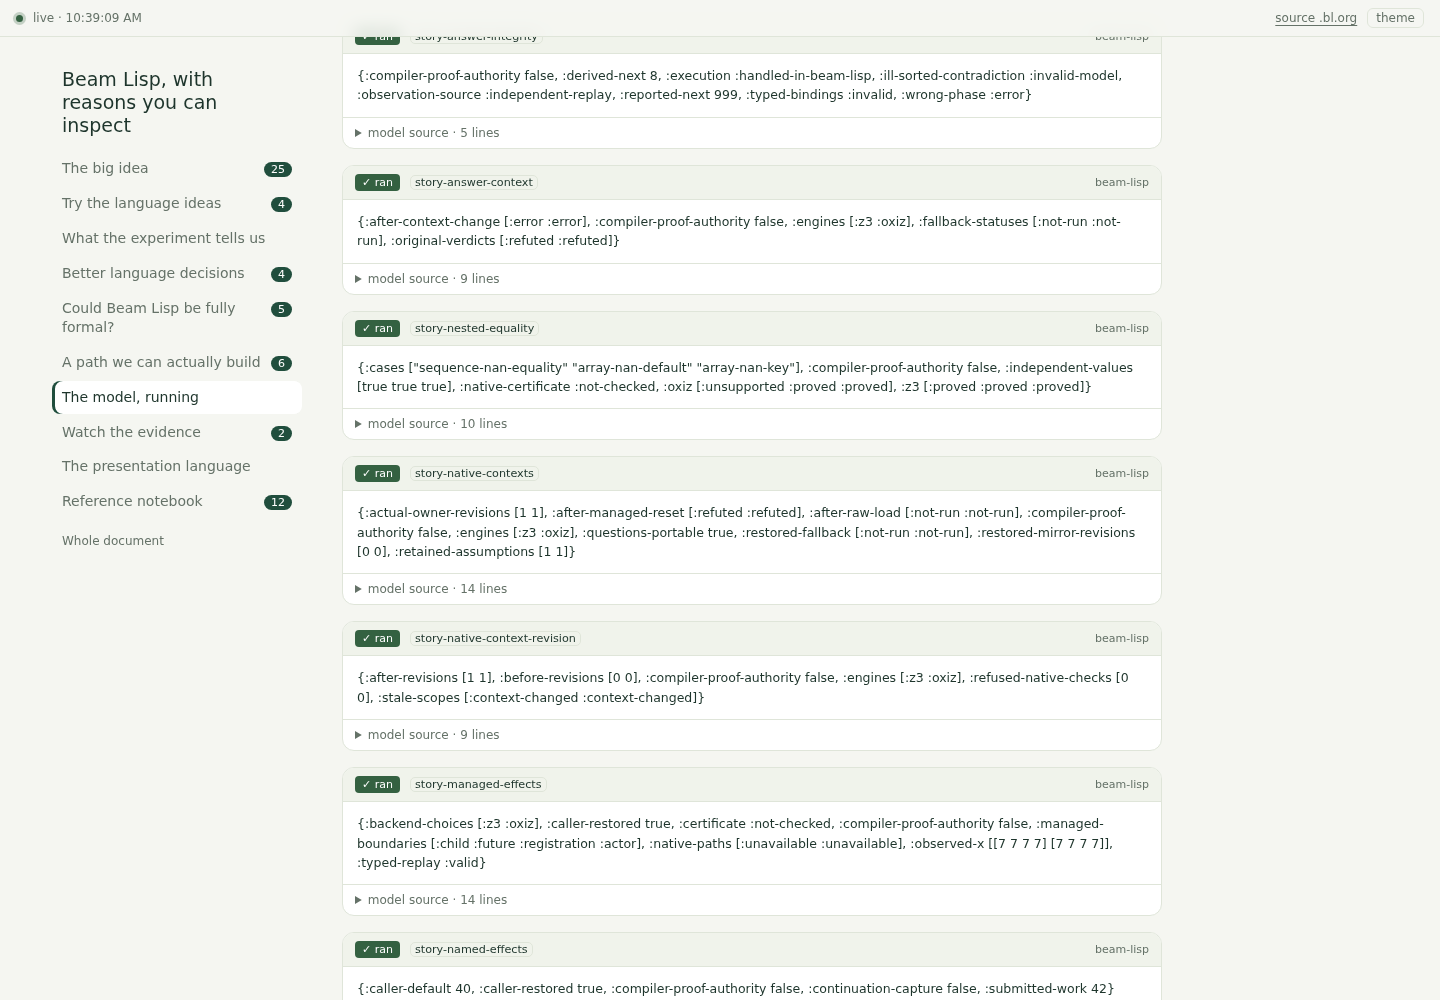 live · 10:39:09 AM
source .bl.org
theme
Beam Lisp, with
reasons you can
inspect
The big idea 25
Try the language ideas 4
What the experiment tells us
Better language decisions 4
Could Beam Lisp be fully 5
formal?
A path we can actually build 6
The model, running
Watch the evidence 2
The presentation language
Reference notebook 12
Whole document
✓ ran story-answer-integrity beam-lisp
{:compiler-proof-authority false, :derived-next 8, :execution :handled-in-beam-lisp, :ill-sorted-contradiction :invalid-model,
:observation-source :independent-replay, :reported-next 999, :typed-bindings :invalid, :wrong-phase :error}
▶ model source · 5 lines
✓ ran story-answer-context beam-lisp
{:after-context-change [:error :error], :compiler-proof-authority false, :engines [:z3 :oxiz], :fallback-statuses [:not-run :not-
run], :original-verdicts [:refuted :refuted]}
▶ model source · 9 lines
✓ ran story-nested-equality beam-lisp
{:cases ["sequence-nan-equality" "array-nan-default" "array-nan-key"], :compiler-proof-authority false, :independent-values
[true true true], :native-certificate :not-checked, :oxiz [:unsupported :proved :proved], :z3 [:proved :proved :proved]}
▶ model source · 10 lines
✓ ran story-native-contexts beam-lisp
{:actual-owner-revisions [1 1], :after-managed-reset [:refuted :refuted], :after-raw-load [:not-run :not-run], :compiler-proof-
authority false, :engines [:z3 :oxiz], :questions-portable true, :restored-fallback [:not-run :not-run], :restored-mirror-revisions
[0 0], :retained-assumptions [1 1]}
▶ model source · 14 lines
✓ ran story-native-context-revision beam-lisp
{:after-revisions [1 1], :before-revisions [0 0], :compiler-proof-authority false, :engines [:z3 :oxiz], :refused-native-checks [0
0], :stale-scopes [:context-changed :context-changed]}
▶ model source · 9 lines
✓ ran story-managed-effects beam-lisp
{:backend-choices [:z3 :oxiz], :caller-restored true, :certificate :not-checked, :compiler-proof-authority false, :managed-
boundaries [:child :future :registration :actor], :native-paths [:unavailable :unavailable], :observed-x [[7 7 7 7] [7 7 7 7]],
:typed-replay :valid}
▶ model source · 14 lines
✓ ran story-named-effects beam-lisp
{:caller-default 40, :caller-restored true, :compiler-proof-authority false, :continuation-capture false, :submitted-work 42}